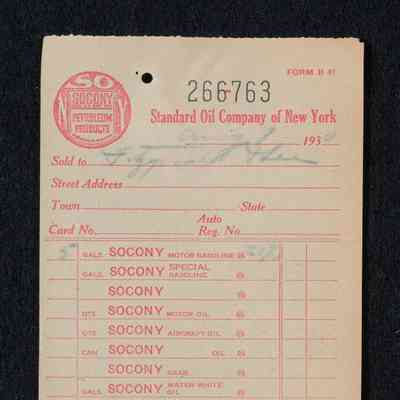 FORM B 41
SO
SOCONY
N Y
PETROLEUM
PRODUCTS
266763
Standard Oil Company of New York
1930
Sold to
Street Address
Town State
Auto
Card No. Reg. No.
5 GALS. SOCONY MOTOR GASOLINE @
GALS. SOCONY SPECIAL GASOLINE @
SOCONY @
QTS. SOCONY MOTOR OIL @
QTS. SOCONY AIRCRAFT OIL @
CAN SOCONY OIL @
SOCONY @
GALS. SOCONY WATER WHITE OIL @